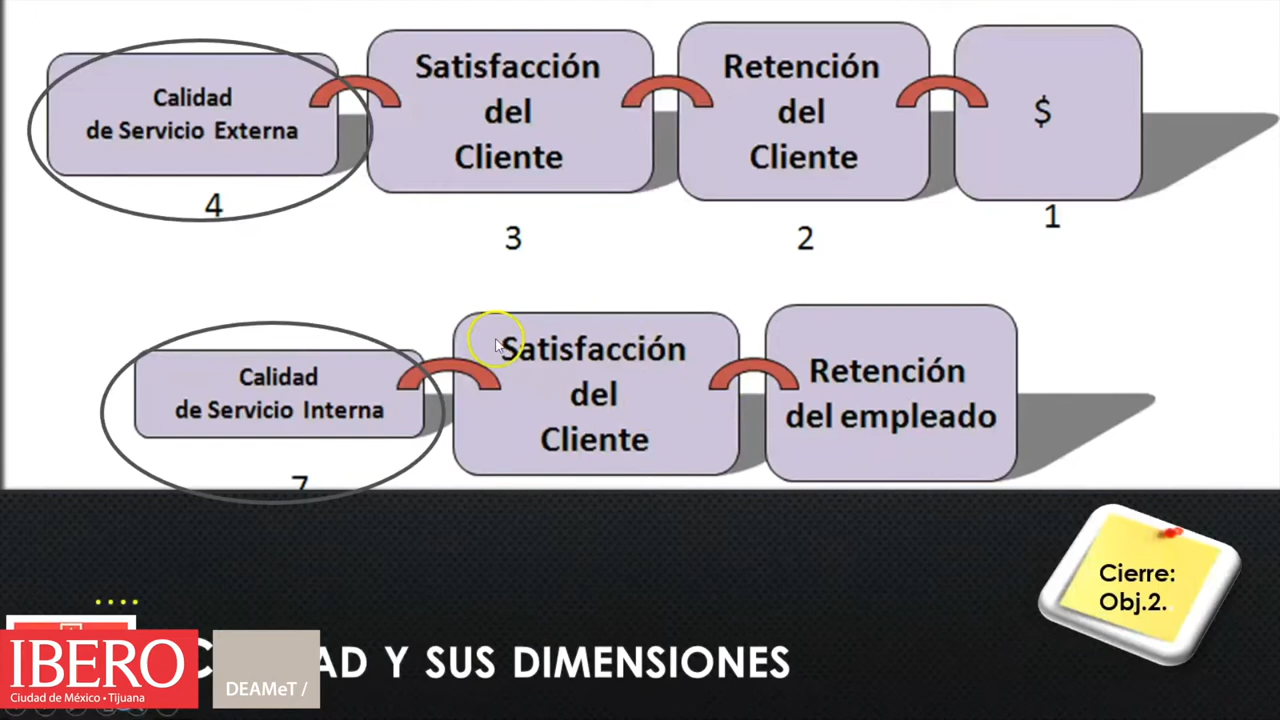 Calidad
de Servicio Externa
Satisfacción
del
Cliente
Retención
del
Cliente
$
4
3
2
1
Calidad
de Servicio Interna
Satisfacción
del
Cliente
Retención
del empleado
7
Cierre:
Obj.2.
AD Y SUS DIMENSIONES
IBERO
Ciudad de México • Tijuana
DEAMeT /